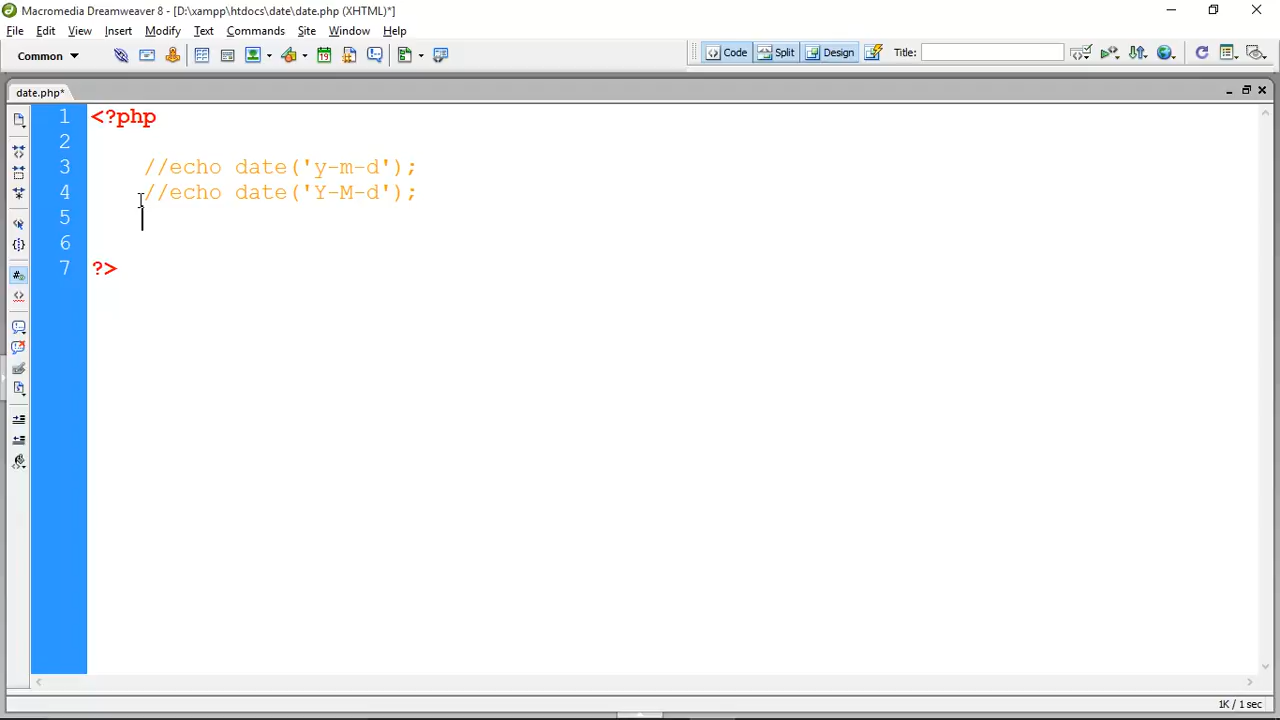 Macromedia Dreamweaver 8 - [D:\xampp\htdocs\date\date.php (XHTML)*]
File Edit View Insert Modify Text Commands Site Window Help
Common Code Split Design Title:
date.php*
1 <?php
2
3 //echo date('y-m-d');
4 //echo date('Y-M-d');
5
6
7 ?>
1K / 1 sec